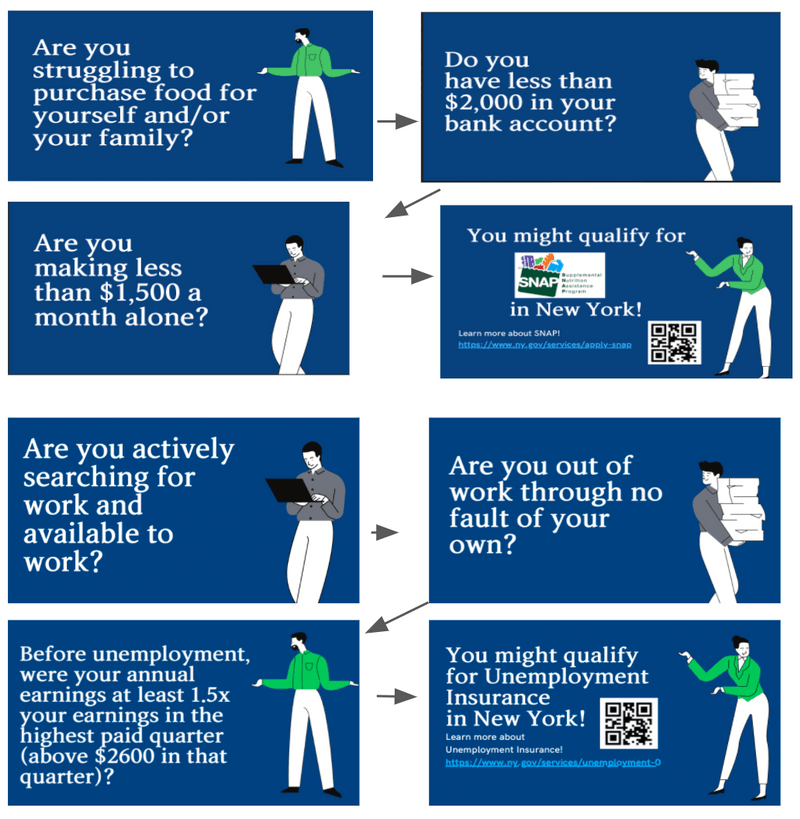 Are you
struggling to
purchase food for
yourself and/or
your family?
Do you
have less than
$2,000 in your
bank account?
Are you
making less
than $1,500 a
month alone?
You might qualify for
SNAP
Supplemental
Nutrition
Assistance
Program
in New York!
Learn more about SNAP!
https://www.ny.gov/services/apply-snap
Are you actively
searching for
work and
available to
work?
Are you out of
work through no
fault of your
own?
Before unemployment,
were your annual
earnings at least 1.5x
your earnings in the
highest paid quarter
(above $2600 in that
quarter)?
You might qualify
for Unemployment
Insurance
in New York!
Learn more about
Unemployment Insurance!
https://www.ny.gov/services/unemployment-0